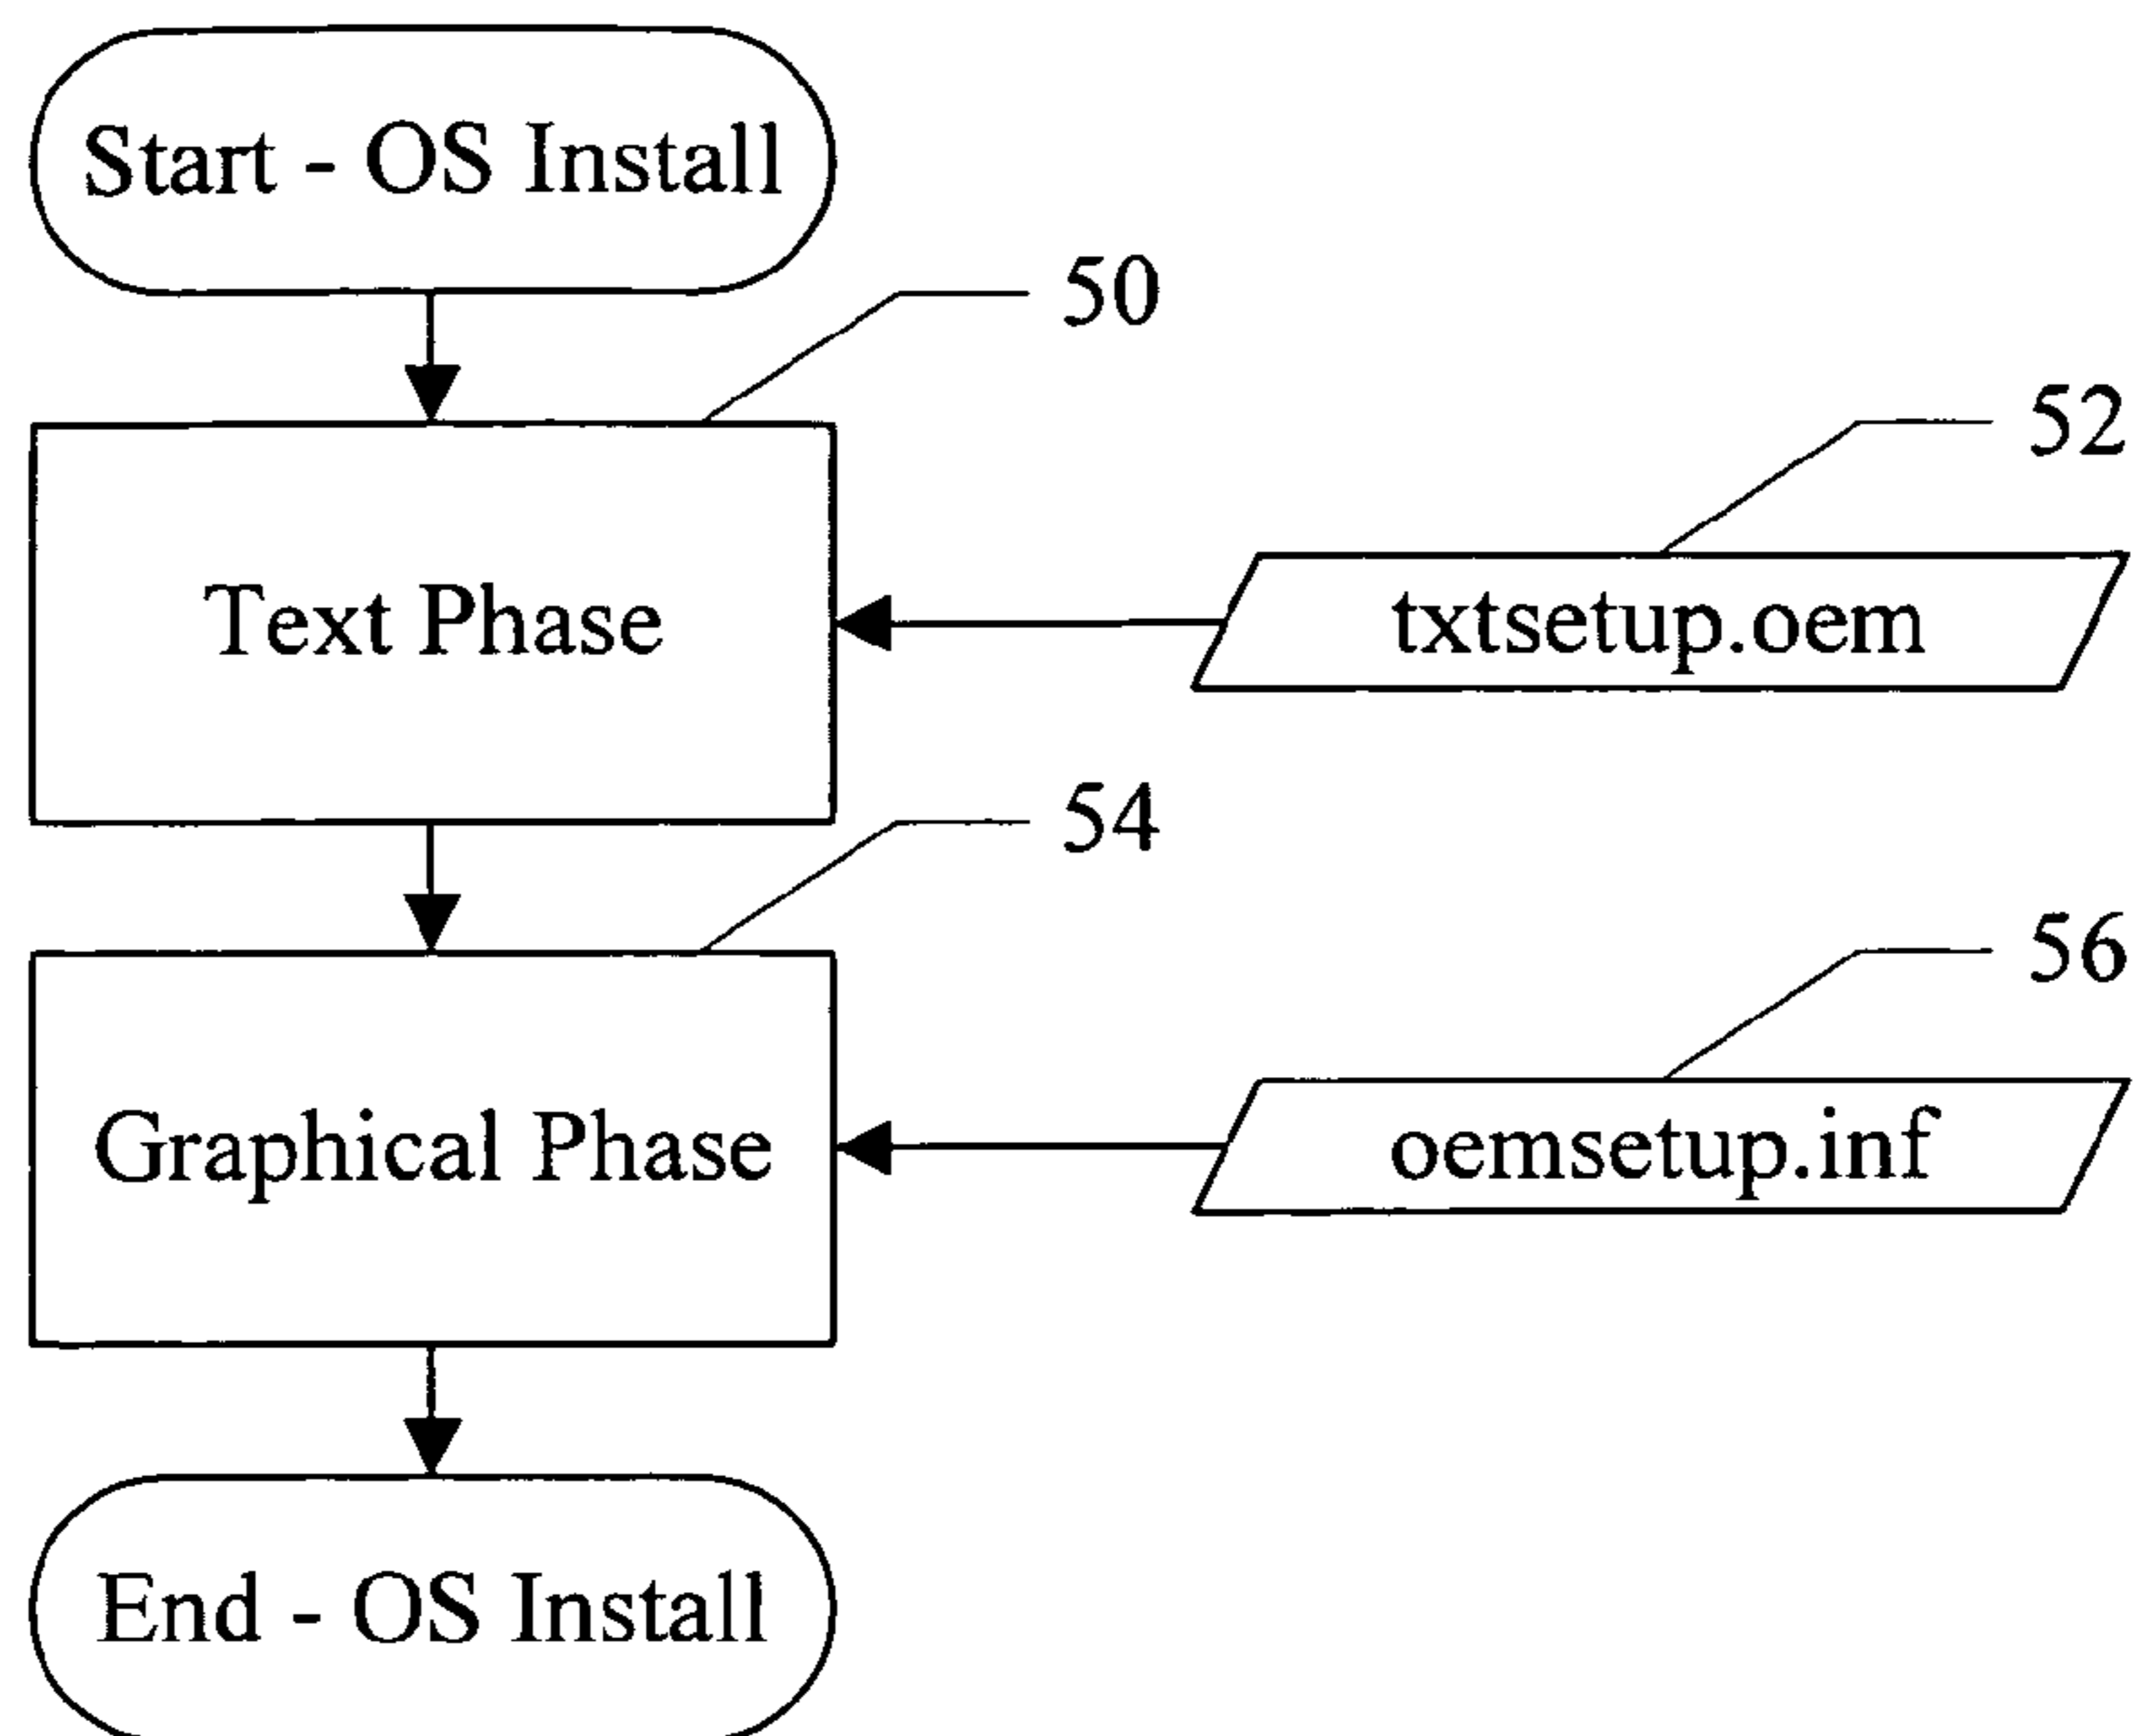 Start - OS Install
50
52
Text Phase
txtsetup.oem
54
56
Graphical Phase
oemsetup.inf
End - OS Install